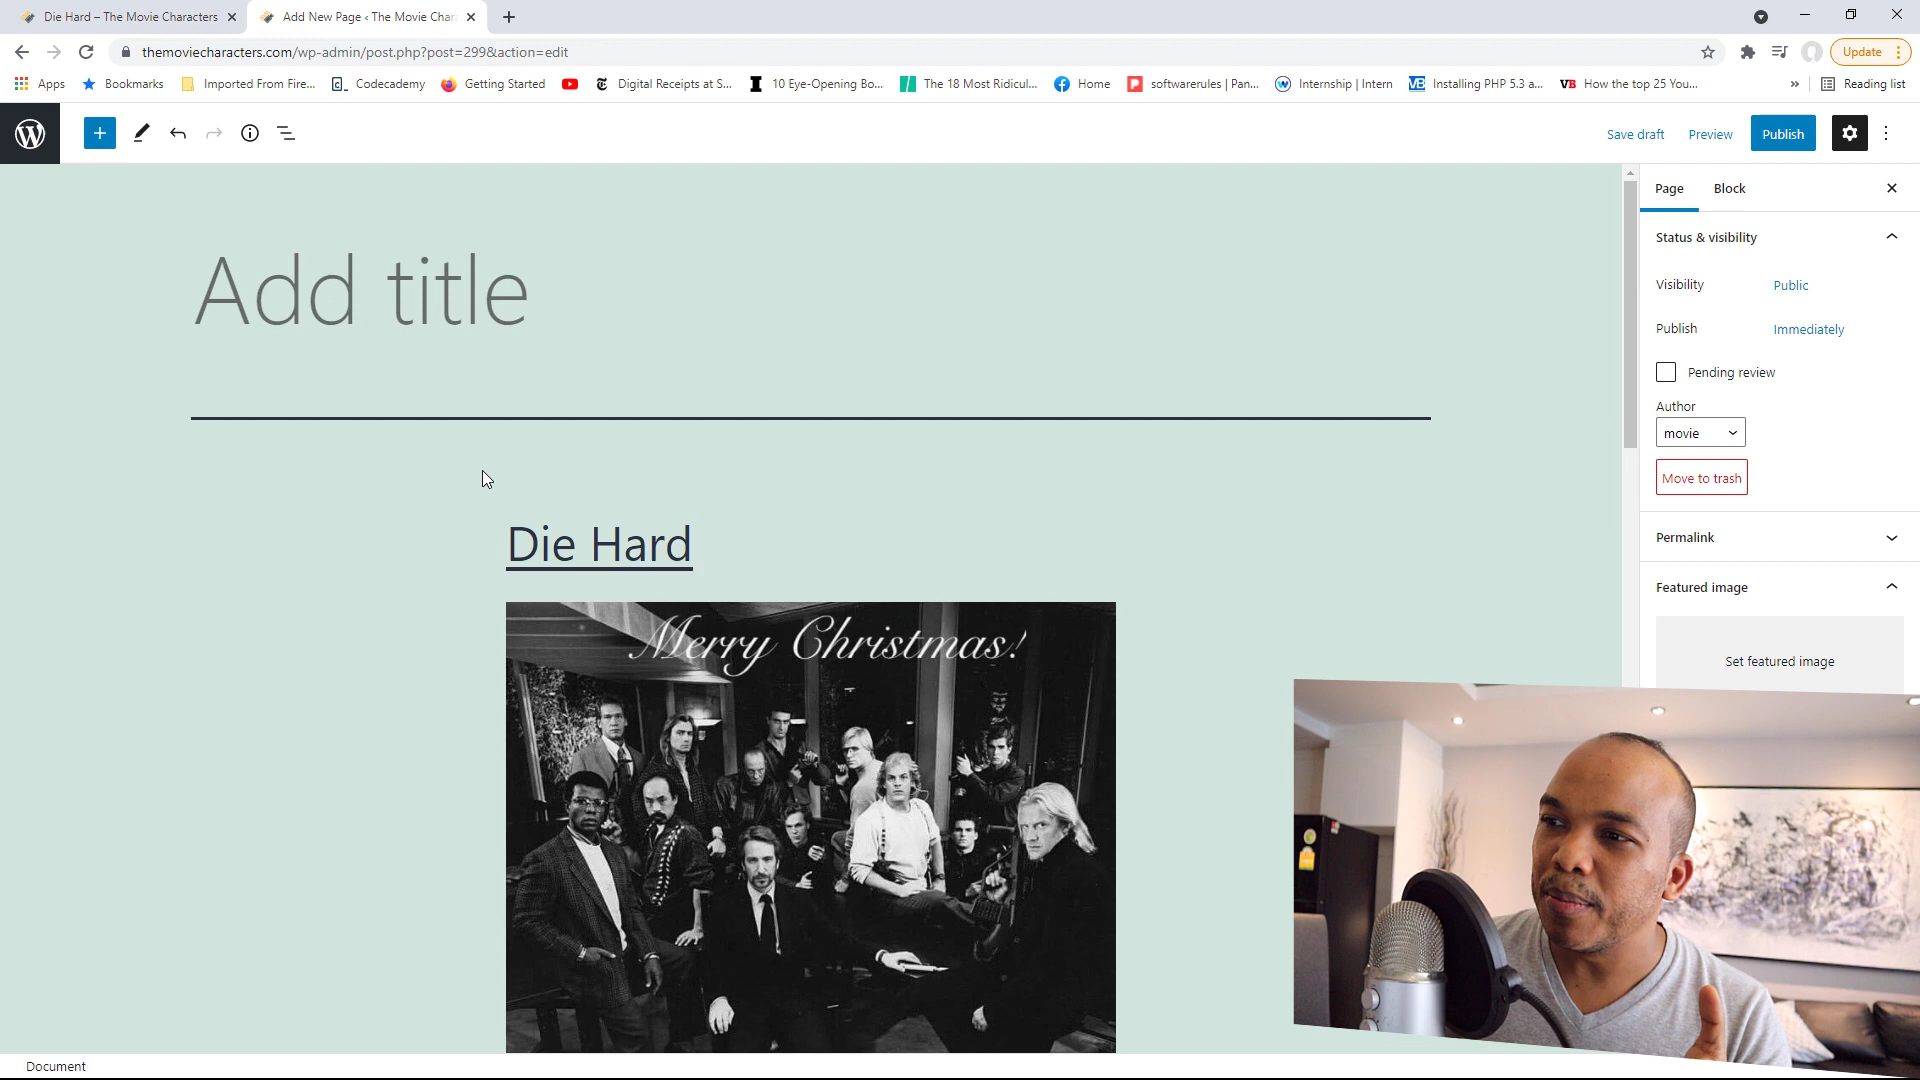 Die Hard – The Movie Characters
Add New Page ‹ The Movie Char
themoviecharacters.com/wp-admin/post.php?post=299&action=edit
Update
Apps
Bookmarks
Imported From Fire...
Codecademy
Getting Started
Digital Receipts at S...
10 Eye-Opening Bo...
The 18 Most Ridicul...
Home
softwarerules | Pan...
Internship | Intern
Installing PHP 5.3 a...
VB How the top 25 You...
»
Reading list
Save draft
Preview
Publish
Page
Block
Status & visibility
Visibility Public
Publish Immediately
Pending review
Author
movie
Move to trash
Permalink
Featured image
Set featured image
Add title
Die Hard
Merry Christmas!
Document